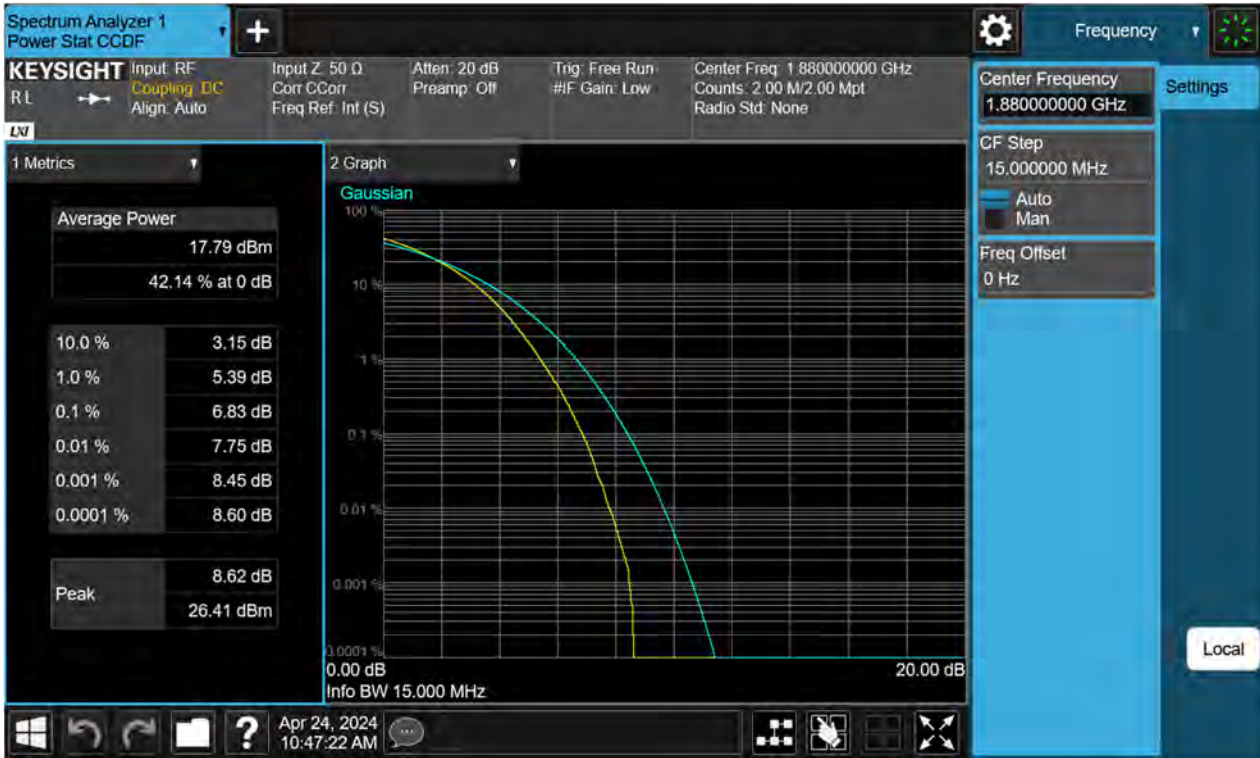 Spectrum Analyzer 1
Power Stat CCDF
+
Frequency
KEYSIGHT
R L
LXI
Input: RF
Coupling: DC
Align: Auto
Input Z: 50 Ω
Corr CCorr
Freq Ref: Int (S)
Atten: 20 dB
Preamp: Off
Trig: Free Run
#IF Gain: Low
Center Freq: 1.880000000 GHz
Counts: 2.00 M/2.00 Mpt
Radio Std: None
Center Frequency
1.880000000 GHz
Settings
CF Step
15.000000 MHz
Auto
Man
Freq Offset
0 Hz
1 Metrics
Average Power
17.79 dBm
42.14 % at 0 dB
10.0 % 3.15 dB
1.0 % 5.39 dB
0.1 % 6.83 dB
0.01 % 7.75 dB
0.001 % 8.45 dB
0.0001 % 8.60 dB
Peak
8.62 dB
26.41 dBm
2 Graph
Gaussian
100 %
10 %
1 %
0.1 %
0.01 %
0.001 %
0.0001 %
0.00 dB 20.00 dB
Info BW 15.000 MHz
Local
?
Apr 24, 2024
10:47:22 AM